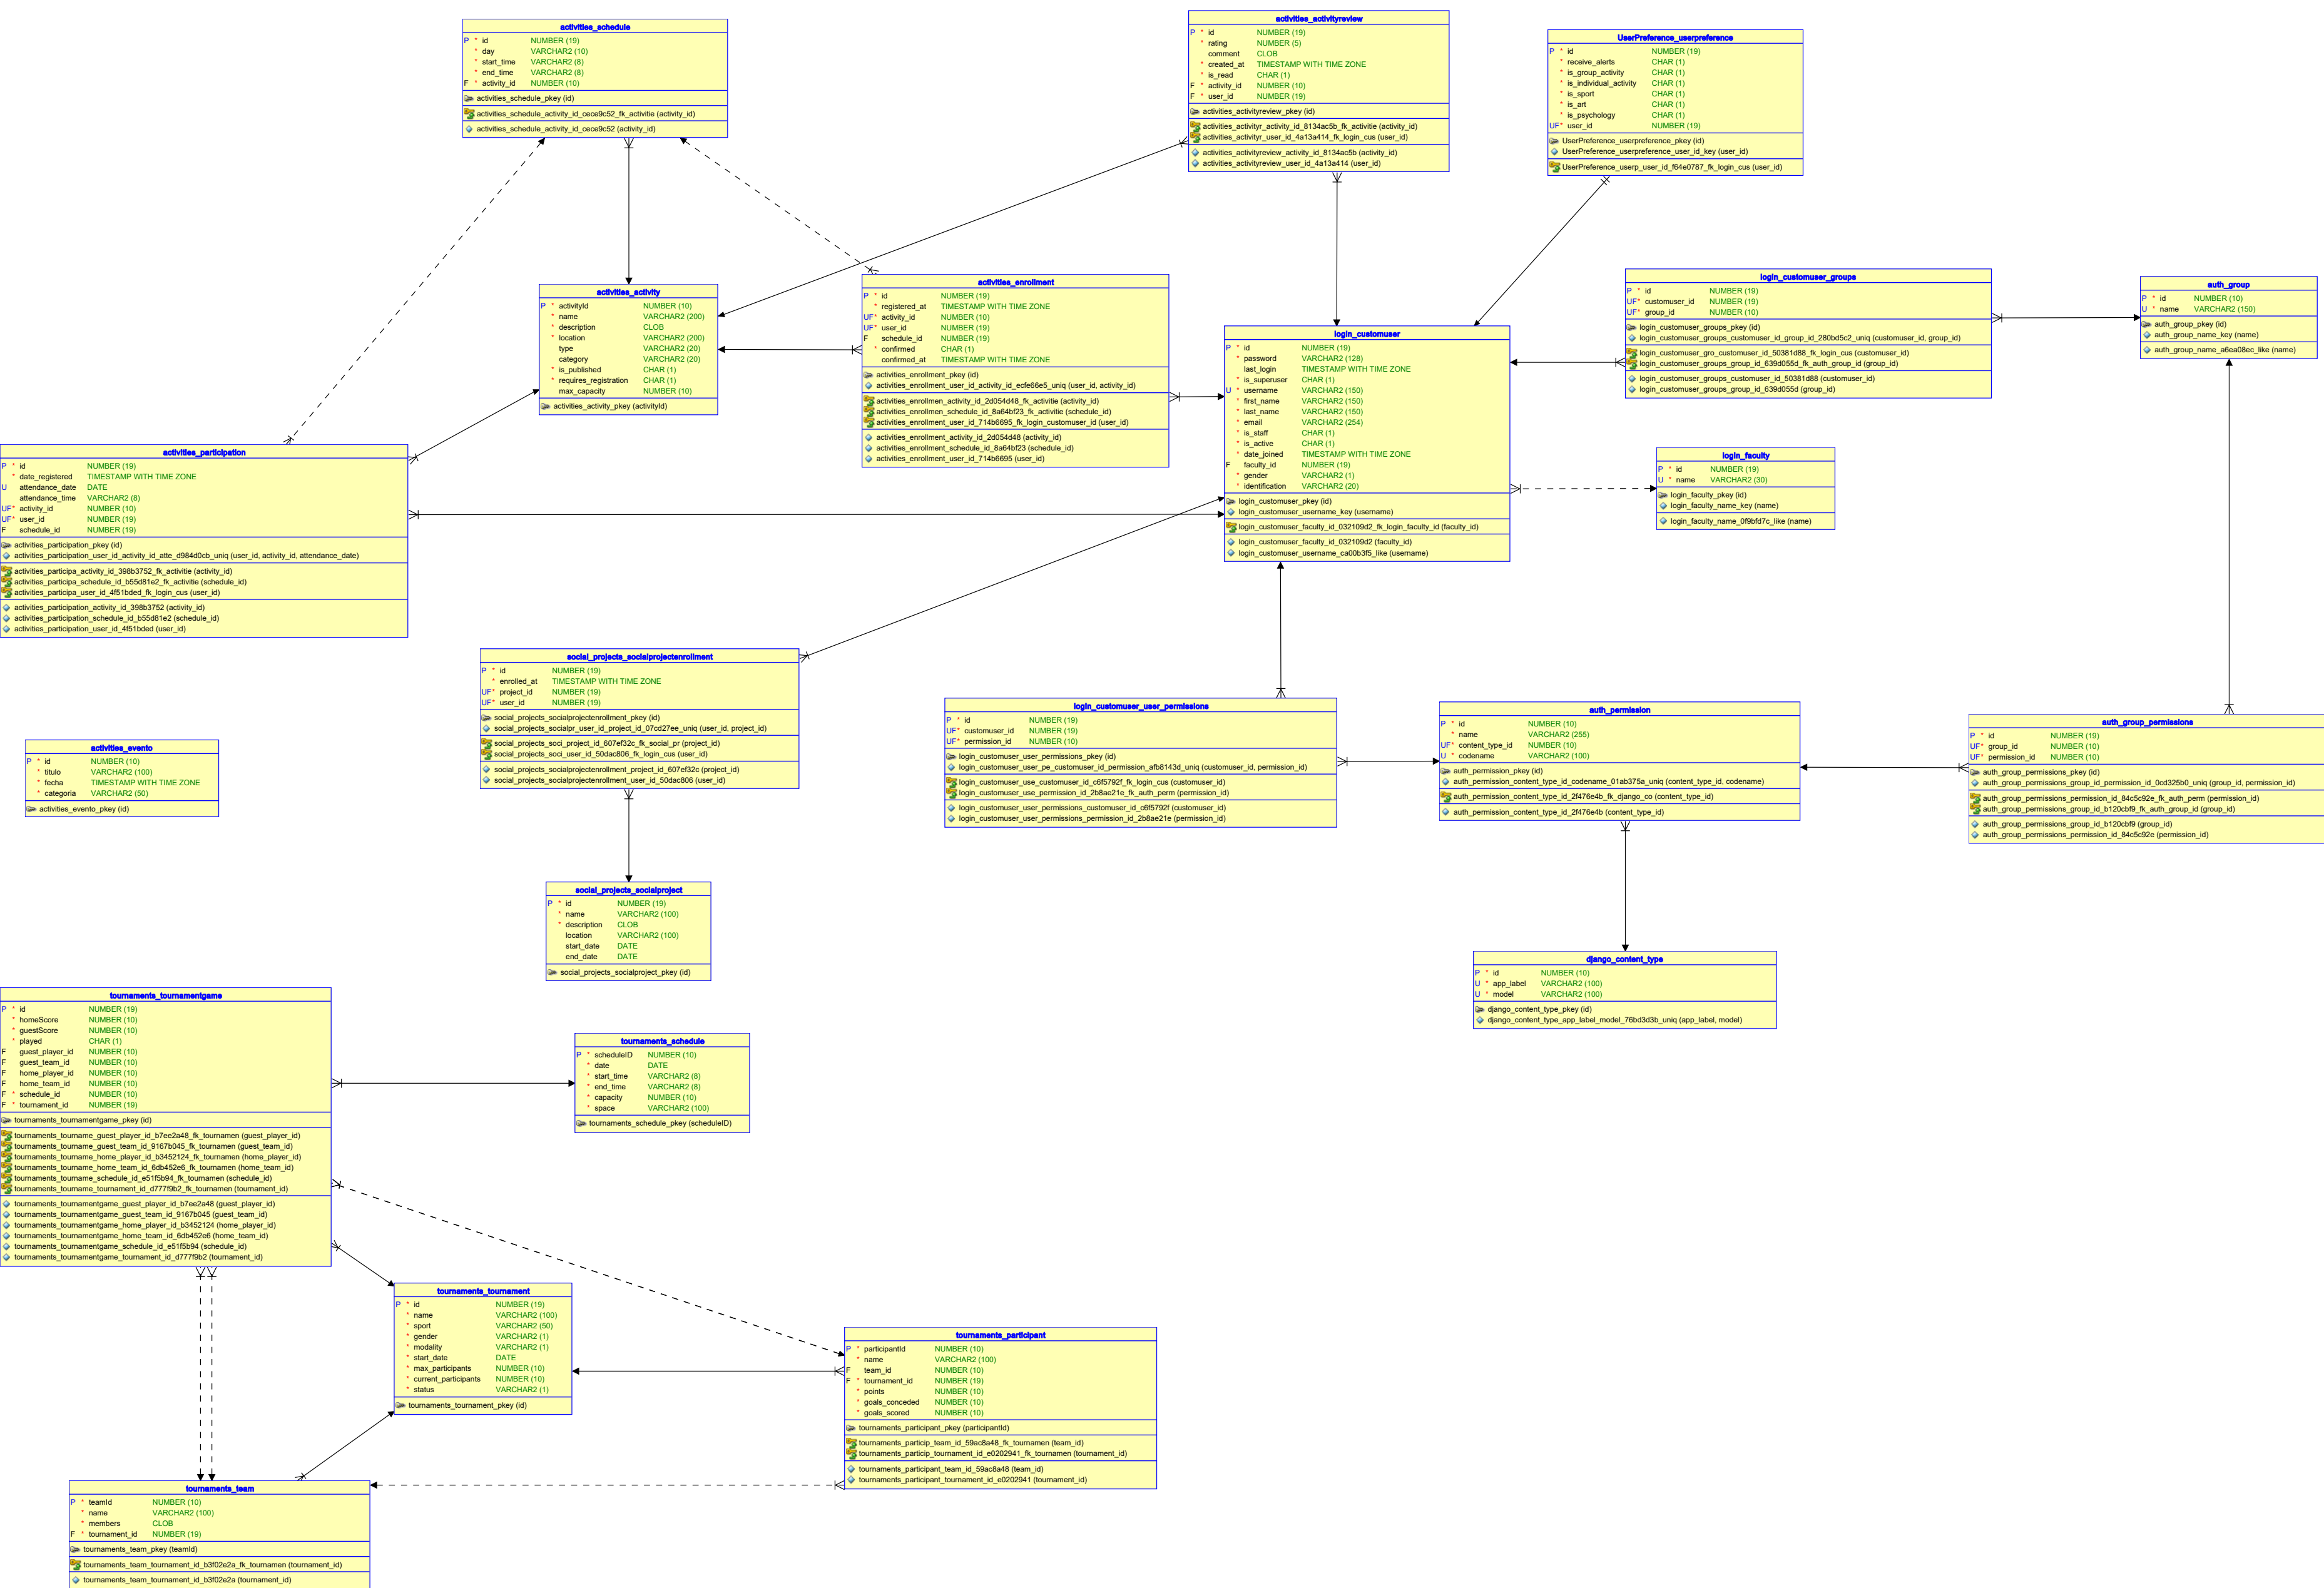 activities_schedule
P * id NUMBER (19)
* day VARCHAR2 (10)
* start_time VARCHAR2 (8)
* end_time VARCHAR2 (8)
F * activity_id NUMBER (10)
activities_schedule_pkey (id)
activities_schedule_activity_id_cece9c52_fk_activitie (activity_id)
activities_schedule_activity_id_cece9c52 (activity_id)
activities_activityreview
P * id NUMBER (19)
* rating NUMBER (5)
comment CLOB
* created_at TIMESTAMP WITH TIME ZONE
* is_read CHAR (1)
F * activity_id NUMBER (10)
F * user_id NUMBER (19)
activities_activityreview_pkey (id)
activities_activityr_activity_id_8134ac5b_fk_activitie (activity_id)
activities_activityr_user_id_4a13a414_fk_login_cus (user_id)
activities_activityreview_activity_id_8134ac5b (activity_id)
activities_activityreview_user_id_4a13a414 (user_id)
UserPreference_userpreference
P * id NUMBER (19)
* receive_alerts CHAR (1)
* is_group_activity CHAR (1)
* is_individual_activity CHAR (1)
* is_sport CHAR (1)
* is_art CHAR (1)
* is_psychology CHAR (1)
UF* user_id NUMBER (19)
UserPreference_userpreference_pkey (id)
UserPreference_userpreference_user_id_key (user_id)
UserPreference_userp_user_id_f64e0787_fk_login_cus (user_id)
activities_activity
P * activityId NUMBER (10)
* name VARCHAR2 (200)
* description CLOB
* location VARCHAR2 (200)
type VARCHAR2 (20)
category VARCHAR2 (20)
* is_published CHAR (1)
* requires_registration CHAR (1)
max_capacity NUMBER (10)
activities_activity_pkey (activityId)
activities_enrollment
P * id NUMBER (19)
* registered_at TIMESTAMP WITH TIME ZONE
UF* activity_id NUMBER (10)
UF* user_id NUMBER (19)
F schedule_id NUMBER (19)
* confirmed CHAR (1)
confirmed_at TIMESTAMP WITH TIME ZONE
activities_enrollment_pkey (id)
activities_enrollment_user_id_activity_id_ecfe66e5_uniq (user_id, activity_id)
activities_enrollmen_activity_id_2d054d48_fk_activitie (activity_id)
activities_enrollmen_schedule_id_8a64bf23_fk_activitie (schedule_id)
activities_enrollment_user_id_714b6695_fk_login_customuser_id (user_id)
activities_enrollment_activity_id_2d054d48 (activity_id)
activities_enrollment_schedule_id_8a64bf23 (schedule_id)
activities_enrollment_user_id_714b6695 (user_id)
login_customuser
P * id NUMBER (19)
* password VARCHAR2 (128)
last_login TIMESTAMP WITH TIME ZONE
* is_superuser CHAR (1)
U * username VARCHAR2 (150)
* first_name VARCHAR2 (150)
* last_name VARCHAR2 (150)
* email VARCHAR2 (254)
* is_staff CHAR (1)
* is_active CHAR (1)
* date_joined TIMESTAMP WITH TIME ZONE
F faculty_id NUMBER (19)
* gender VARCHAR2 (1)
* identification VARCHAR2 (20)
login_customuser_pkey (id)
login_customuser_username_key (username)
login_customuser_faculty_id_032109d2_fk_login_faculty_id (faculty_id)
login_customuser_faculty_id_032109d2 (faculty_id)
login_customuser_username_ca00b3f5_like (username)
login_customuser_groups
P * id NUMBER (19)
UF* customuser_id NUMBER (19)
UF* group_id NUMBER (10)
login_customuser_groups_pkey (id)
login_customuser_groups_customuser_id_group_id_280bd5c2_uniq (customuser_id, group_id)
login_customuser_gro_customuser_id_50381d88_fk_login_cus (customuser_id)
login_customuser_groups_group_id_639d055d_fk_auth_group_id (group_id)
login_customuser_groups_customuser_id_50381d88 (customuser_id)
login_customuser_groups_group_id_639d055d (group_id)
auth_group
P * id NUMBER (10)
U * name VARCHAR2 (150)
auth_group_pkey (id)
auth_group_name_key (name)
auth_group_name_a6ea08ec_like (name)
activities_participation
P * id NUMBER (19)
* date_registered TIMESTAMP WITH TIME ZONE
U attendance_date DATE
attendance_time VARCHAR2 (8)
UF* activity_id NUMBER (10)
UF* user_id NUMBER (19)
F schedule_id NUMBER (19)
activities_participation_pkey (id)
activities_participation_user_id_activity_id_atte_d984d0cb_uniq (user_id, activity_id, attendance_date)
activities_participa_activity_id_398b3752_fk_activitie (activity_id)
activities_participa_schedule_id_b55d81e2_fk_activitie (schedule_id)
activities_participa_user_id_4f51bded_fk_login_cus (user_id)
activities_participation_activity_id_398b3752 (activity_id)
activities_participation_schedule_id_b55d81e2 (schedule_id)
activities_participation_user_id_4f51bded (user_id)
login_faculty
P * id NUMBER (19)
U * name VARCHAR2 (30)
login_faculty_pkey (id)
login_faculty_name_key (name)
login_faculty_name_0f9bfd7c_like (name)
social_projects_socialprojectenrollment
P * id NUMBER (19)
* enrolled_at TIMESTAMP WITH TIME ZONE
UF* project_id NUMBER (19)
UF* user_id NUMBER (19)
social_projects_socialprojectenrollment_pkey (id)
social_projects_socialpr_user_id_project_id_07cd27ee_uniq (user_id, project_id)
social_projects_soci_project_id_607ef32c_fk_social_pr (project_id)
social_projects_soci_user_id_50dac806_fk_login_cus (user_id)
social_projects_socialprojectenrollment_project_id_607ef32c (project_id)
social_projects_socialprojectenrollment_user_id_50dac806 (user_id)
login_customuser_user_permissions
P * id NUMBER (19)
UF* customuser_id NUMBER (19)
UF* permission_id NUMBER (10)
login_customuser_user_permissions_pkey (id)
login_customuser_user_pe_customuser_id_permission_afb8143d_uniq (customuser_id, permission_id)
login_customuser_use_customuser_id_c6f5792f_fk_login_cus (customuser_id)
login_customuser_use_permission_id_2b8ae21e_fk_auth_perm (permission_id)
login_customuser_user_permissions_customuser_id_c6f5792f (customuser_id)
login_customuser_user_permissions_permission_id_2b8ae21e (permission_id)
auth_permission
P * id NUMBER (10)
* name VARCHAR2 (255)
UF* content_type_id NUMBER (10)
U * codename VARCHAR2 (100)
auth_permission_pkey (id)
auth_permission_content_type_id_codename_01ab375a_uniq (content_type_id, codename)
auth_permission_content_type_id_2f476e4b_fk_django_co (content_type_id)
auth_permission_content_type_id_2f476e4b (content_type_id)
auth_group_permissions
P * id NUMBER (19)
UF* group_id NUMBER (10)
UF* permission_id NUMBER (10)
auth_group_permissions_pkey (id)
auth_group_permissions_group_id_permission_id_0cd325b0_uniq (group_id, permission_id)
auth_group_permissions_permission_id_84c5c92e_fk_auth_perm (permission_id)
auth_group_permissions_group_id_b120cbf9_fk_auth_group_id (group_id)
auth_group_permissions_group_id_b120cbf9 (group_id)
auth_group_permissions_permission_id_84c5c92e (permission_id)
activities_evento
P * id NUMBER (10)
* titulo VARCHAR2 (100)
* fecha TIMESTAMP WITH TIME ZONE
* categoria VARCHAR2 (50)
activities_evento_pkey (id)
social_projects_socialproject
P * id NUMBER (19)
* name VARCHAR2 (100)
* description CLOB
location VARCHAR2 (100)
start_date DATE
end_date DATE
social_projects_socialproject_pkey (id)
django_content_type
P * id NUMBER (10)
U * app_label VARCHAR2 (100)
U * model VARCHAR2 (100)
django_content_type_pkey (id)
django_content_type_app_label_model_76bd3d3b_uniq (app_label, model)
tournaments_tournamentgame
P * id NUMBER (19)
* homeScore NUMBER (10)
* guestScore NUMBER (10)
* played CHAR (1)
F guest_player_id NUMBER (10)
F guest_team_id NUMBER (10)
F home_player_id NUMBER (10)
F home_team_id NUMBER (10)
F * schedule_id NUMBER (10)
F * tournament_id NUMBER (19)
tournaments_tournamentgame_pkey (id)
tournaments_tourname_guest_player_id_b7ee2a48_fk_tournamen (guest_player_id)
tournaments_tourname_guest_team_id_9167b045_fk_tournamen (guest_team_id)
tournaments_tourname_home_player_id_b3452124_fk_tournamen (home_player_id)
tournaments_tourname_home_team_id_6db452e6_fk_tournamen (home_team_id)
tournaments_tourname_schedule_id_e51f5b94_fk_tournamen (schedule_id)
tournaments_tourname_tournament_id_d777f9b2_fk_tournamen (tournament_id)
tournaments_tournamentgame_guest_player_id_b7ee2a48 (guest_player_id)
tournaments_tournamentgame_guest_team_id_9167b045 (guest_team_id)
tournaments_tournamentgame_home_player_id_b3452124 (home_player_id)
tournaments_tournamentgame_home_team_id_6db452e6 (home_team_id)
tournaments_tournamentgame_schedule_id_e51f5b94 (schedule_id)
tournaments_tournamentgame_tournament_id_d777f9b2 (tournament_id)
tournaments_schedule
P * scheduleID NUMBER (10)
* date DATE
* start_time VARCHAR2 (8)
* end_time VARCHAR2 (8)
* capacity NUMBER (10)
* space VARCHAR2 (100)
tournaments_schedule_pkey (scheduleID)
tournaments_tournament
P * id NUMBER (19)
* name VARCHAR2 (100)
* sport VARCHAR2 (50)
* gender VARCHAR2 (1)
* modality VARCHAR2 (1)
* start_date DATE
* max_participants NUMBER (10)
* current_participants NUMBER (10)
* status VARCHAR2 (1)
tournaments_tournament_pkey (id)
tournaments_participant
P * participantId NUMBER (10)
* name VARCHAR2 (100)
F team_id NUMBER (10)
F * tournament_id NUMBER (19)
* points NUMBER (10)
* goals_conceded NUMBER (10)
* goals_scored NUMBER (10)
tournaments_participant_pkey (participantId)
tournaments_particip_team_id_59ac8a48_fk_tournamen (team_id)
tournaments_particip_tournament_id_e0202941_fk_tournamen (tournament_id)
tournaments_participant_team_id_59ac8a48 (team_id)
tournaments_participant_tournament_id_e0202941 (tournament_id)
tournaments_team
P * teamId NUMBER (10)
* name VARCHAR2 (100)
* members CLOB
F * tournament_id NUMBER (19)
tournaments_team_pkey (teamId)
tournaments_team_tournament_id_b3f02e2a_fk_tournamen (tournament_id)
tournaments_team_tournament_id_b3f02e2a (tournament_id)